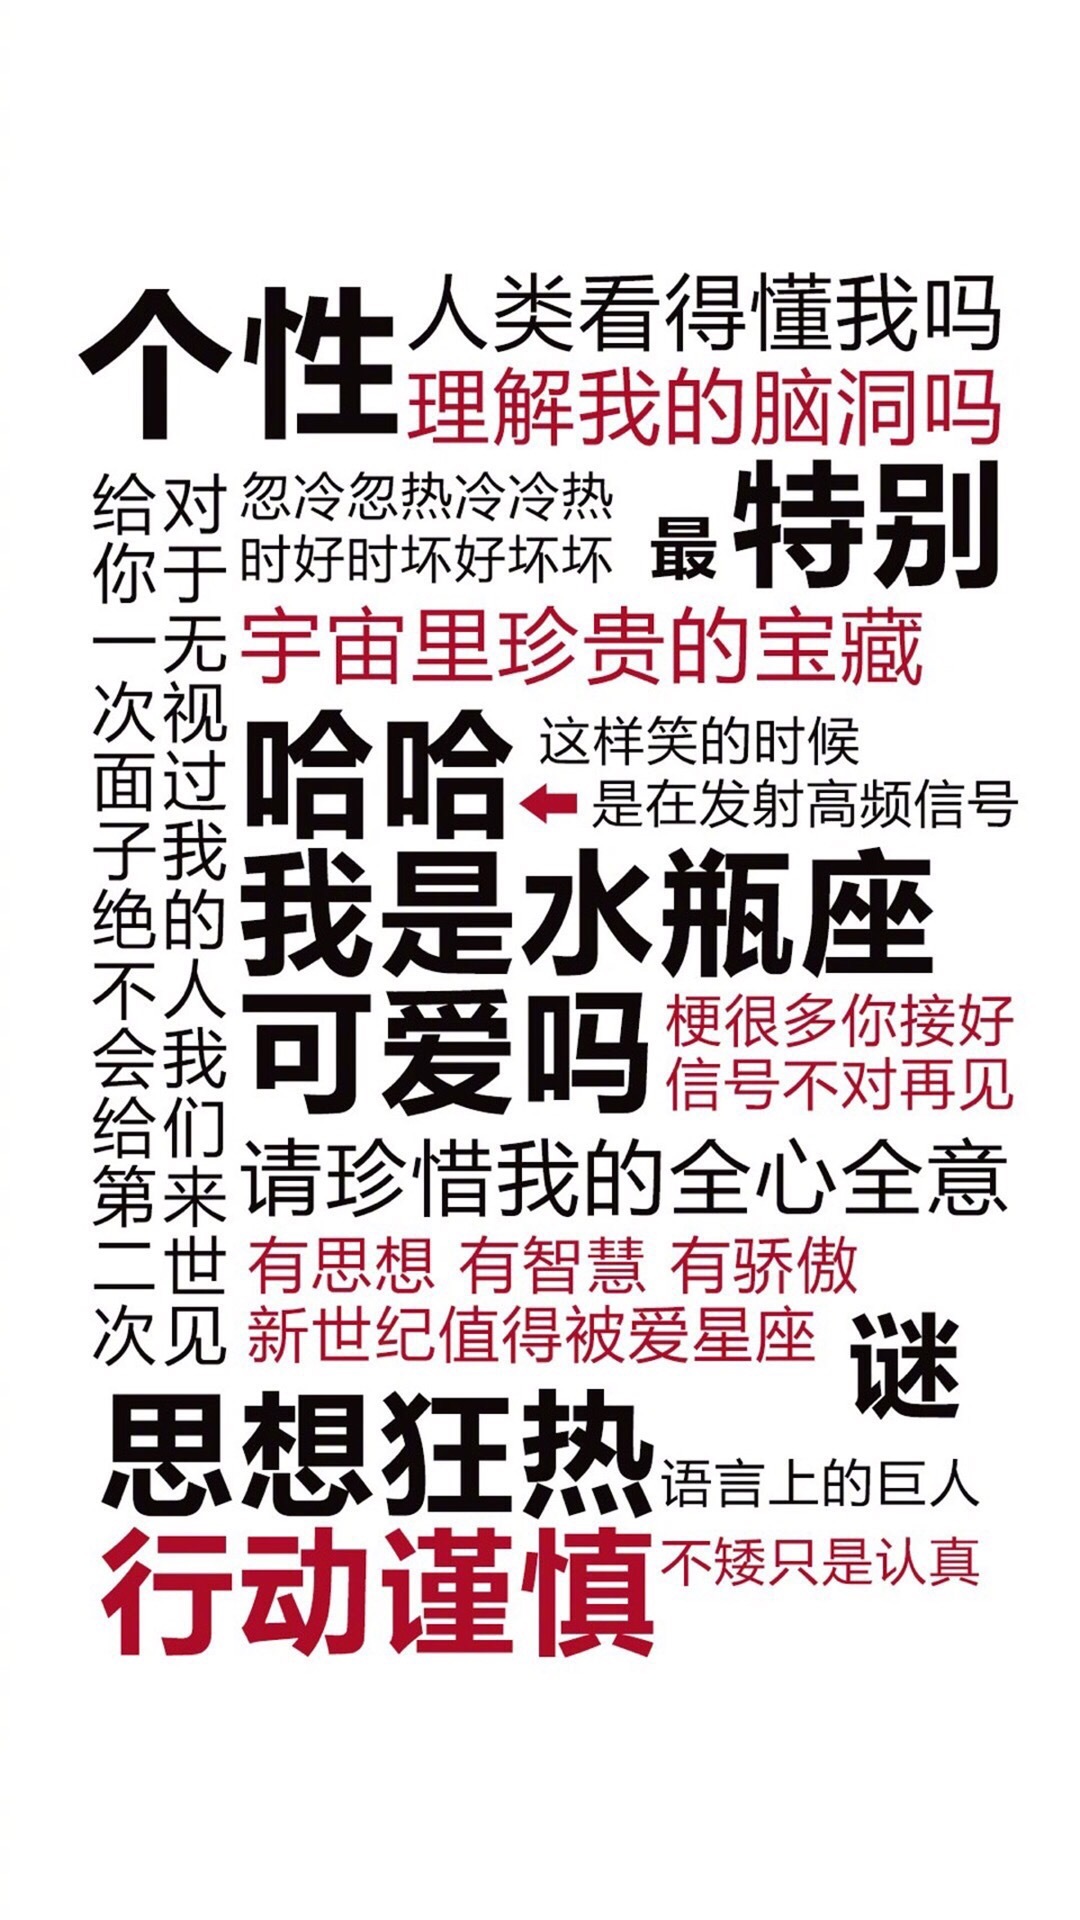 个性
人类看得懂我吗
理解我的脑洞吗
对于无视过我的人我们来世见
给你一次面子绝不会给第二次
忽冷忽热冷冷热
时好时坏好坏坏
最特别
宇宙里珍贵的宝藏
哈哈
这样笑的时候
是在发射高频信号
我是水瓶座
可爱吗
梗很多你接好
信号不对再见
请珍惜我的全心全意
有思想 有智慧 有骄傲
新世纪值得被爱星座
谜
思想狂热
语言上的巨人
行动谨慎
不矮只是认真